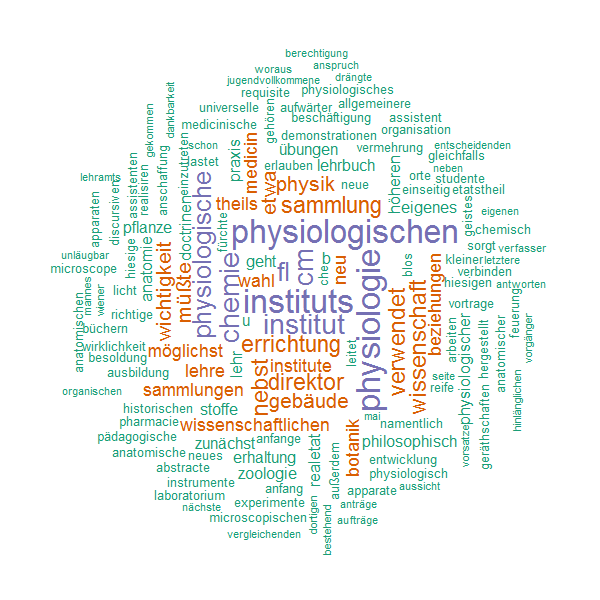 berechtigung
woraus
anspruch
jugendvollkommene
drängte
requisite
physiologisches
universelle
aufwärter
allgemeinere
gehören
beschäftigung
assistent
medicinische
demonstrationen
organisation
dankbarkeit
gekommen
schon
lastet
praxis
medicin
übungen
vermehrung
entscheidenden
gleichfalls
erlauben
lehrbuch
neben
lehramts
assistenten
anschaffung
einzutreten
etwa
physik
neue
höheren
orte
studente
einseitig
etatstheil
apparaten
discursivers
realisiren
doctrinen
physiologische
theils
sammlung
eigenes
geistes
eigenen
pflanze
fürchte
physiologischen
chemisch
unläugbar
hiesige
anatomie
wichtigkeit
geht
sorgt
verfasser
microscope
müßte
chemie
wahl
fl
cm
b
ches
neu
blos
kleiner
letztere
verbinden
hiesigen
antworten
mannes
wiener
licht
instituts
physiologie
verwendet
wissenschaft
beziehungen
vortrage
anatomischen
richtige
u
institut
büchern
errichtung
leitet
arbeiten
physiologischer
hergestellt
anatomischer
feuerung
vorgänger
wirklichkeit
möglichst
lehr
besoldung
lehre
institute
seite
ausbildung
nebst
direktor
reife
organischen
sammlungen
gebäude
geräthschaften
hinlänglichen
historischen
stoffe
mai
pharmacie
wissenschaftlichen
namentlich
pädagogische
zunächst
anfange
realetat
botanik
philosophisch
vorsatze
anatomische
neues
erhaltung
entwicklung
abstracte
zoologie
außerdem
physiologisch
instrumente
anfang
apparate
aussicht
laboratorium
experimente
nächste
dortigen
anträge
microscopischen
bestehend
aufträge
vergleichenden